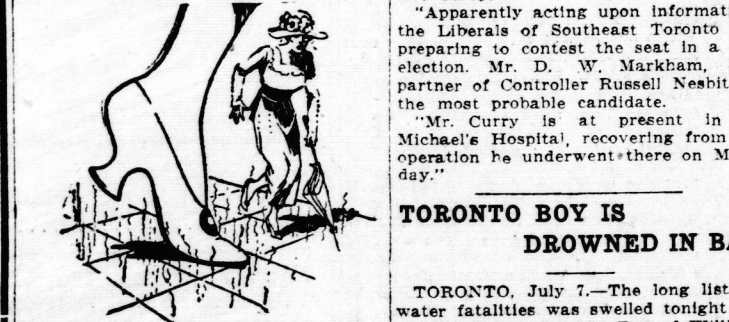 "Apparently acting upon informat
the Liberals of Southeast Toronto
preparing to contest the seat in a
election. Mr. D. W. Markham,
partner of Controller Russell Nesbit
the most probable candidate.
"Mr. Curry is at present in
Michael's Hospital, recovering from
operation he underwent there on M
day."
TORONTO BOY IS
DROWNED IN BA
TORONTO, July 7.—The long list
water fatalities was swelled tonight